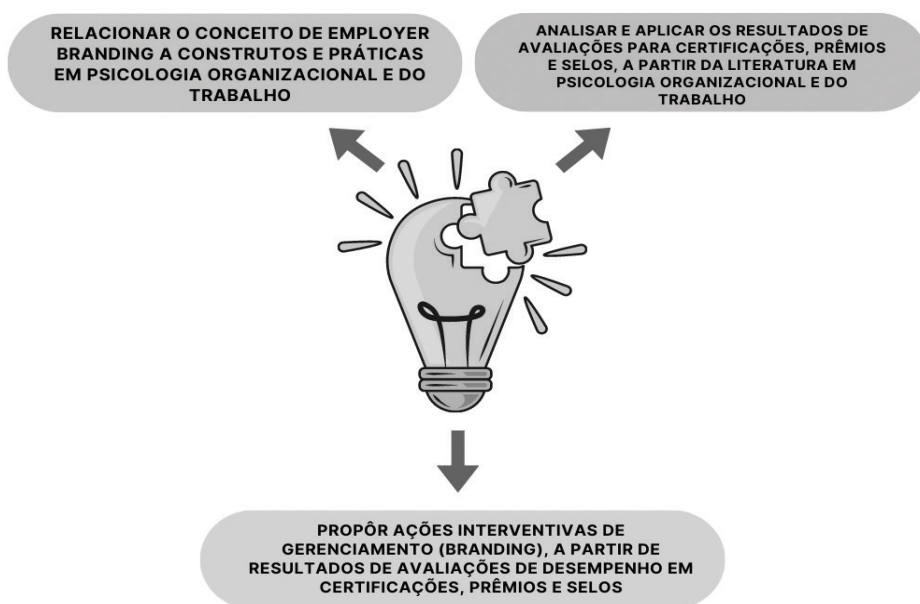 RELACIONAR O CONCEITO DE EMPLOYER
BRANDING A CONSTRUTOS E PRÁTICAS
EM PSICOLOGIA ORGANIZACIONAL E DO
TRABALHO
ANALISAR E APLICAR OS RESULTADOS DE
AVALIAÇÕES PARA CERTIFICAÇÕES, PRÊMIOS
E SELOS, A PARTIR DA LITERATURA EM
PSICOLOGIA ORGANIZACIONAL E DO
TRABALHO
PROPÔR AÇÕES INTERVENTIVAS DE
GERENCIAMENTO (BRANDING), A PARTIR DE
RESULTADOS DE AVALIAÇÕES DE DESEMPENHO EM
CERTIFICAÇÕES, PRÊMIOS E SELOS